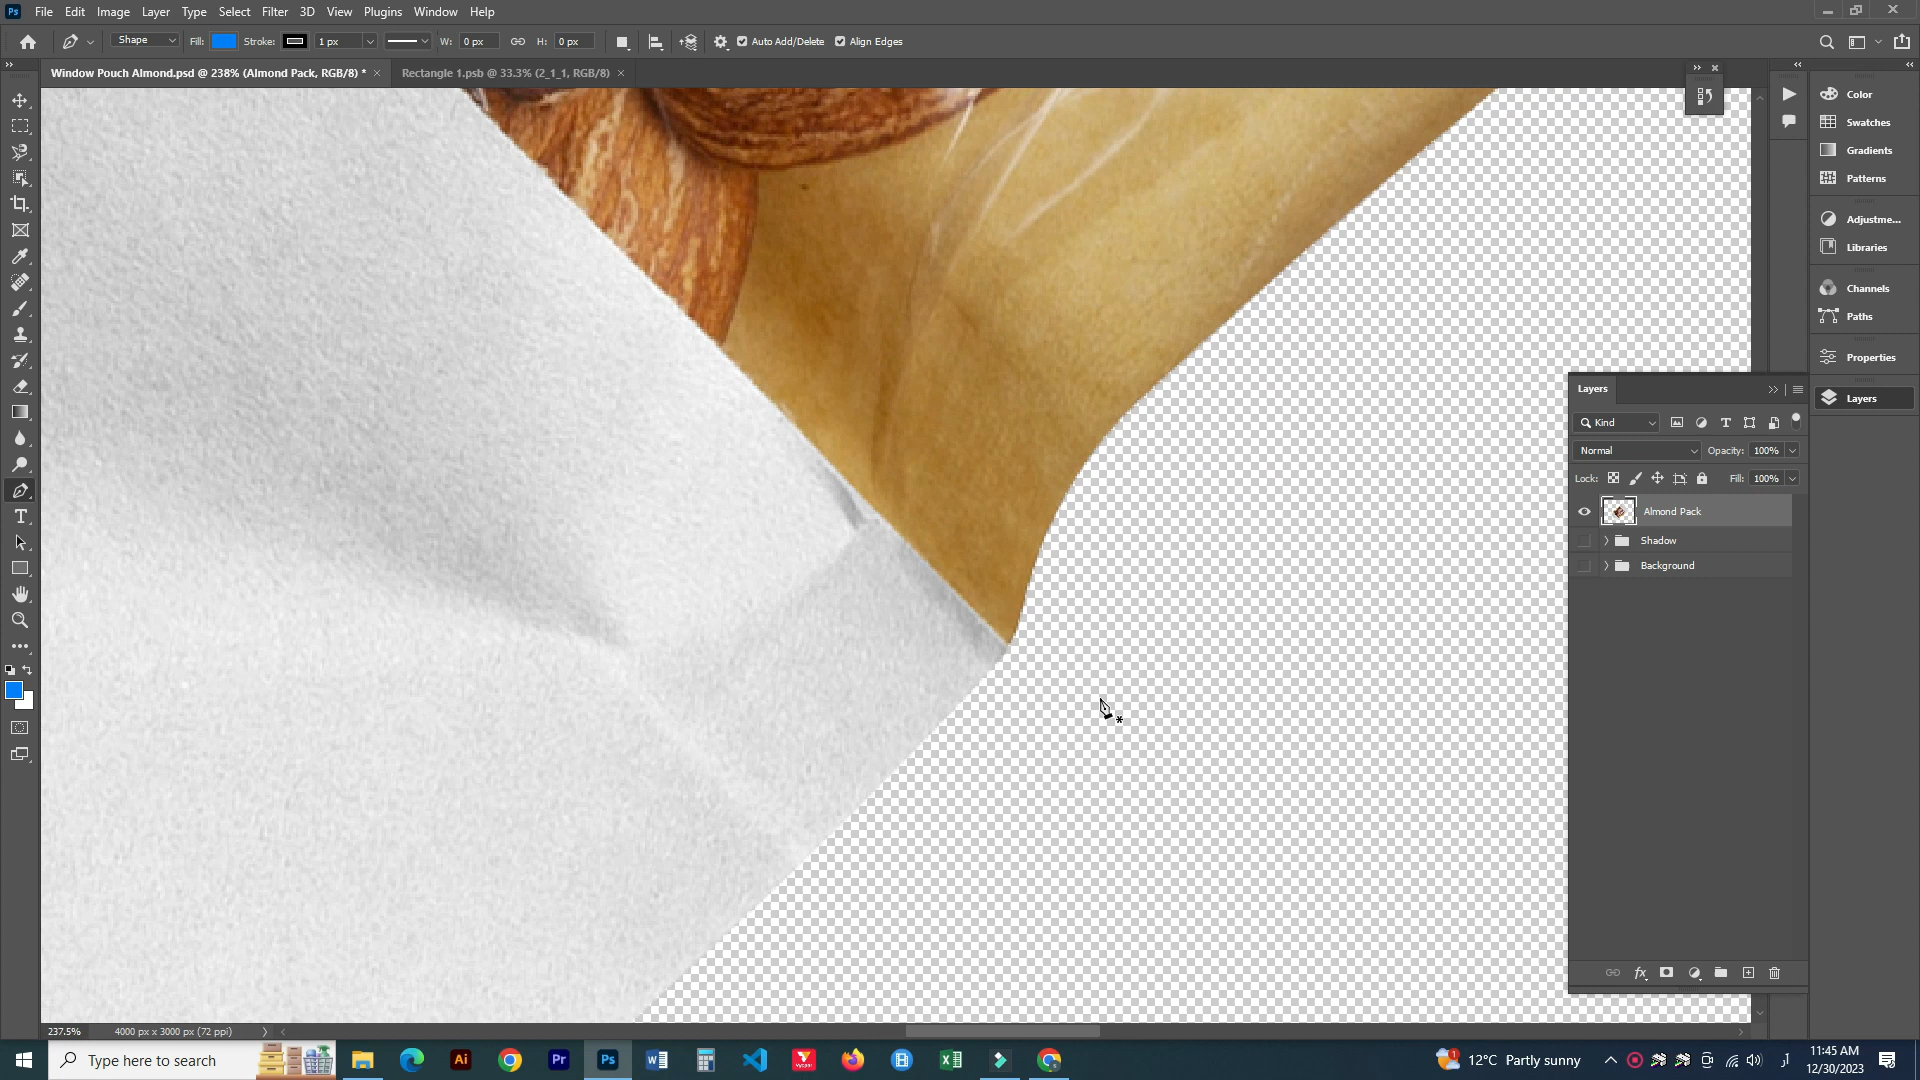 Ps File Edit Image Layer Type Select Filter 3D View Plugins Window Help
Shape Fill: Stroke: 1 px W: 0 px H: 0 px Auto Add/Delete Align Edges
Window Pouch Almond.psd @ 238% (Almond Pack, RGB/8) * × Rectangle 1.psb @ 33.3% (2_1_1, RGB/8) ×
Color
Swatches
Gradients
Patterns
Adjustme...
Libraries
Channels
Paths
Properties
Layers
Layers
Kind
Normal Opacity: 100%
Lock: Fill: 100%
Almond Pack
Shadow
Background
237.5% 4000 px x 3000 px (72 ppi)
Type here to search
Ai Pr Ps
12°C Partly sunny
11:45 AM
12/30/2023